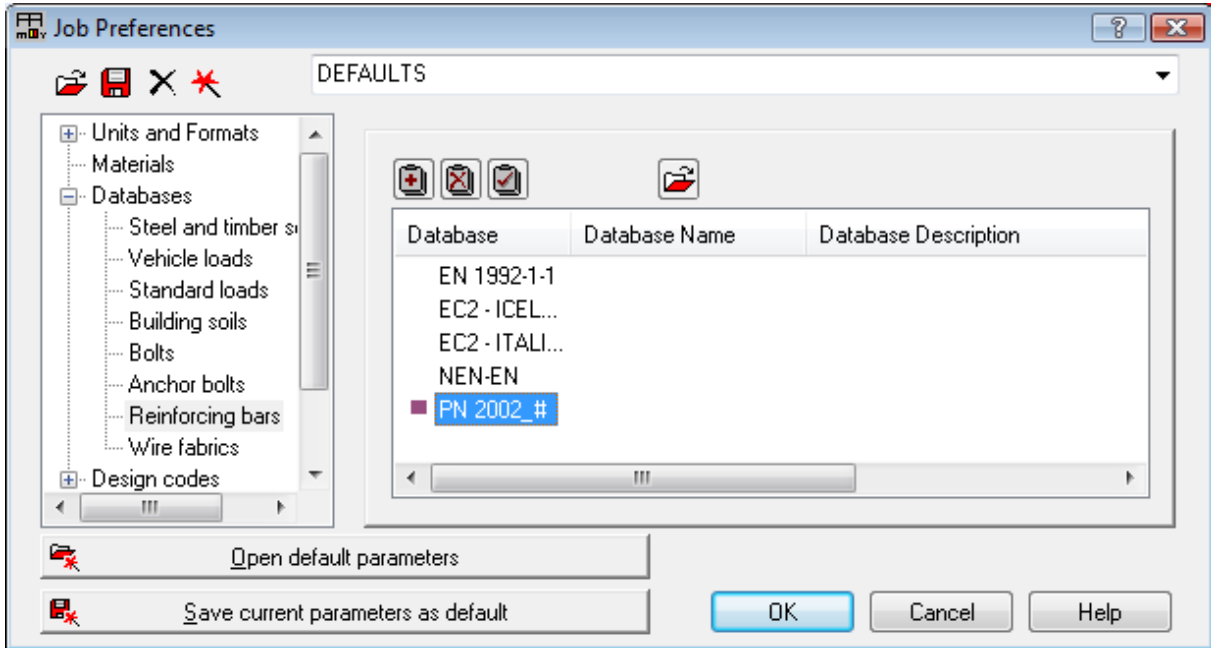 Job Preferences
DEFAULTS
Units and Formats
Materials
Databases
Steel and timber s
Vehicle loads
Standard loads
Building soils
Bolts
Anchor bolts
Reinforcing bars
Wire fabrics
Design codes
Database Database Name Database Description
EN 1992-1-1
EC2 - ICEL...
EC2 - ITALI...
NEN-EN
PN 2002_#
Open default parameters
Save current parameters as default
OK Cancel Help